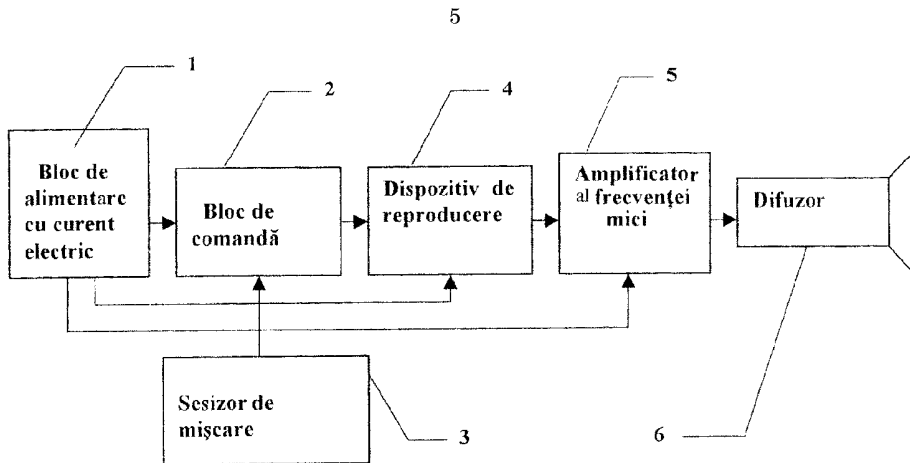 5
1
2
4
5
Bloc de
alimentare
cu curent
electric
Bloc de
comandă
Dispozitiv de
reproducere
Amplificator
al frecvenței
mici
Difuzor
Sesizor de
mișcare
3
6